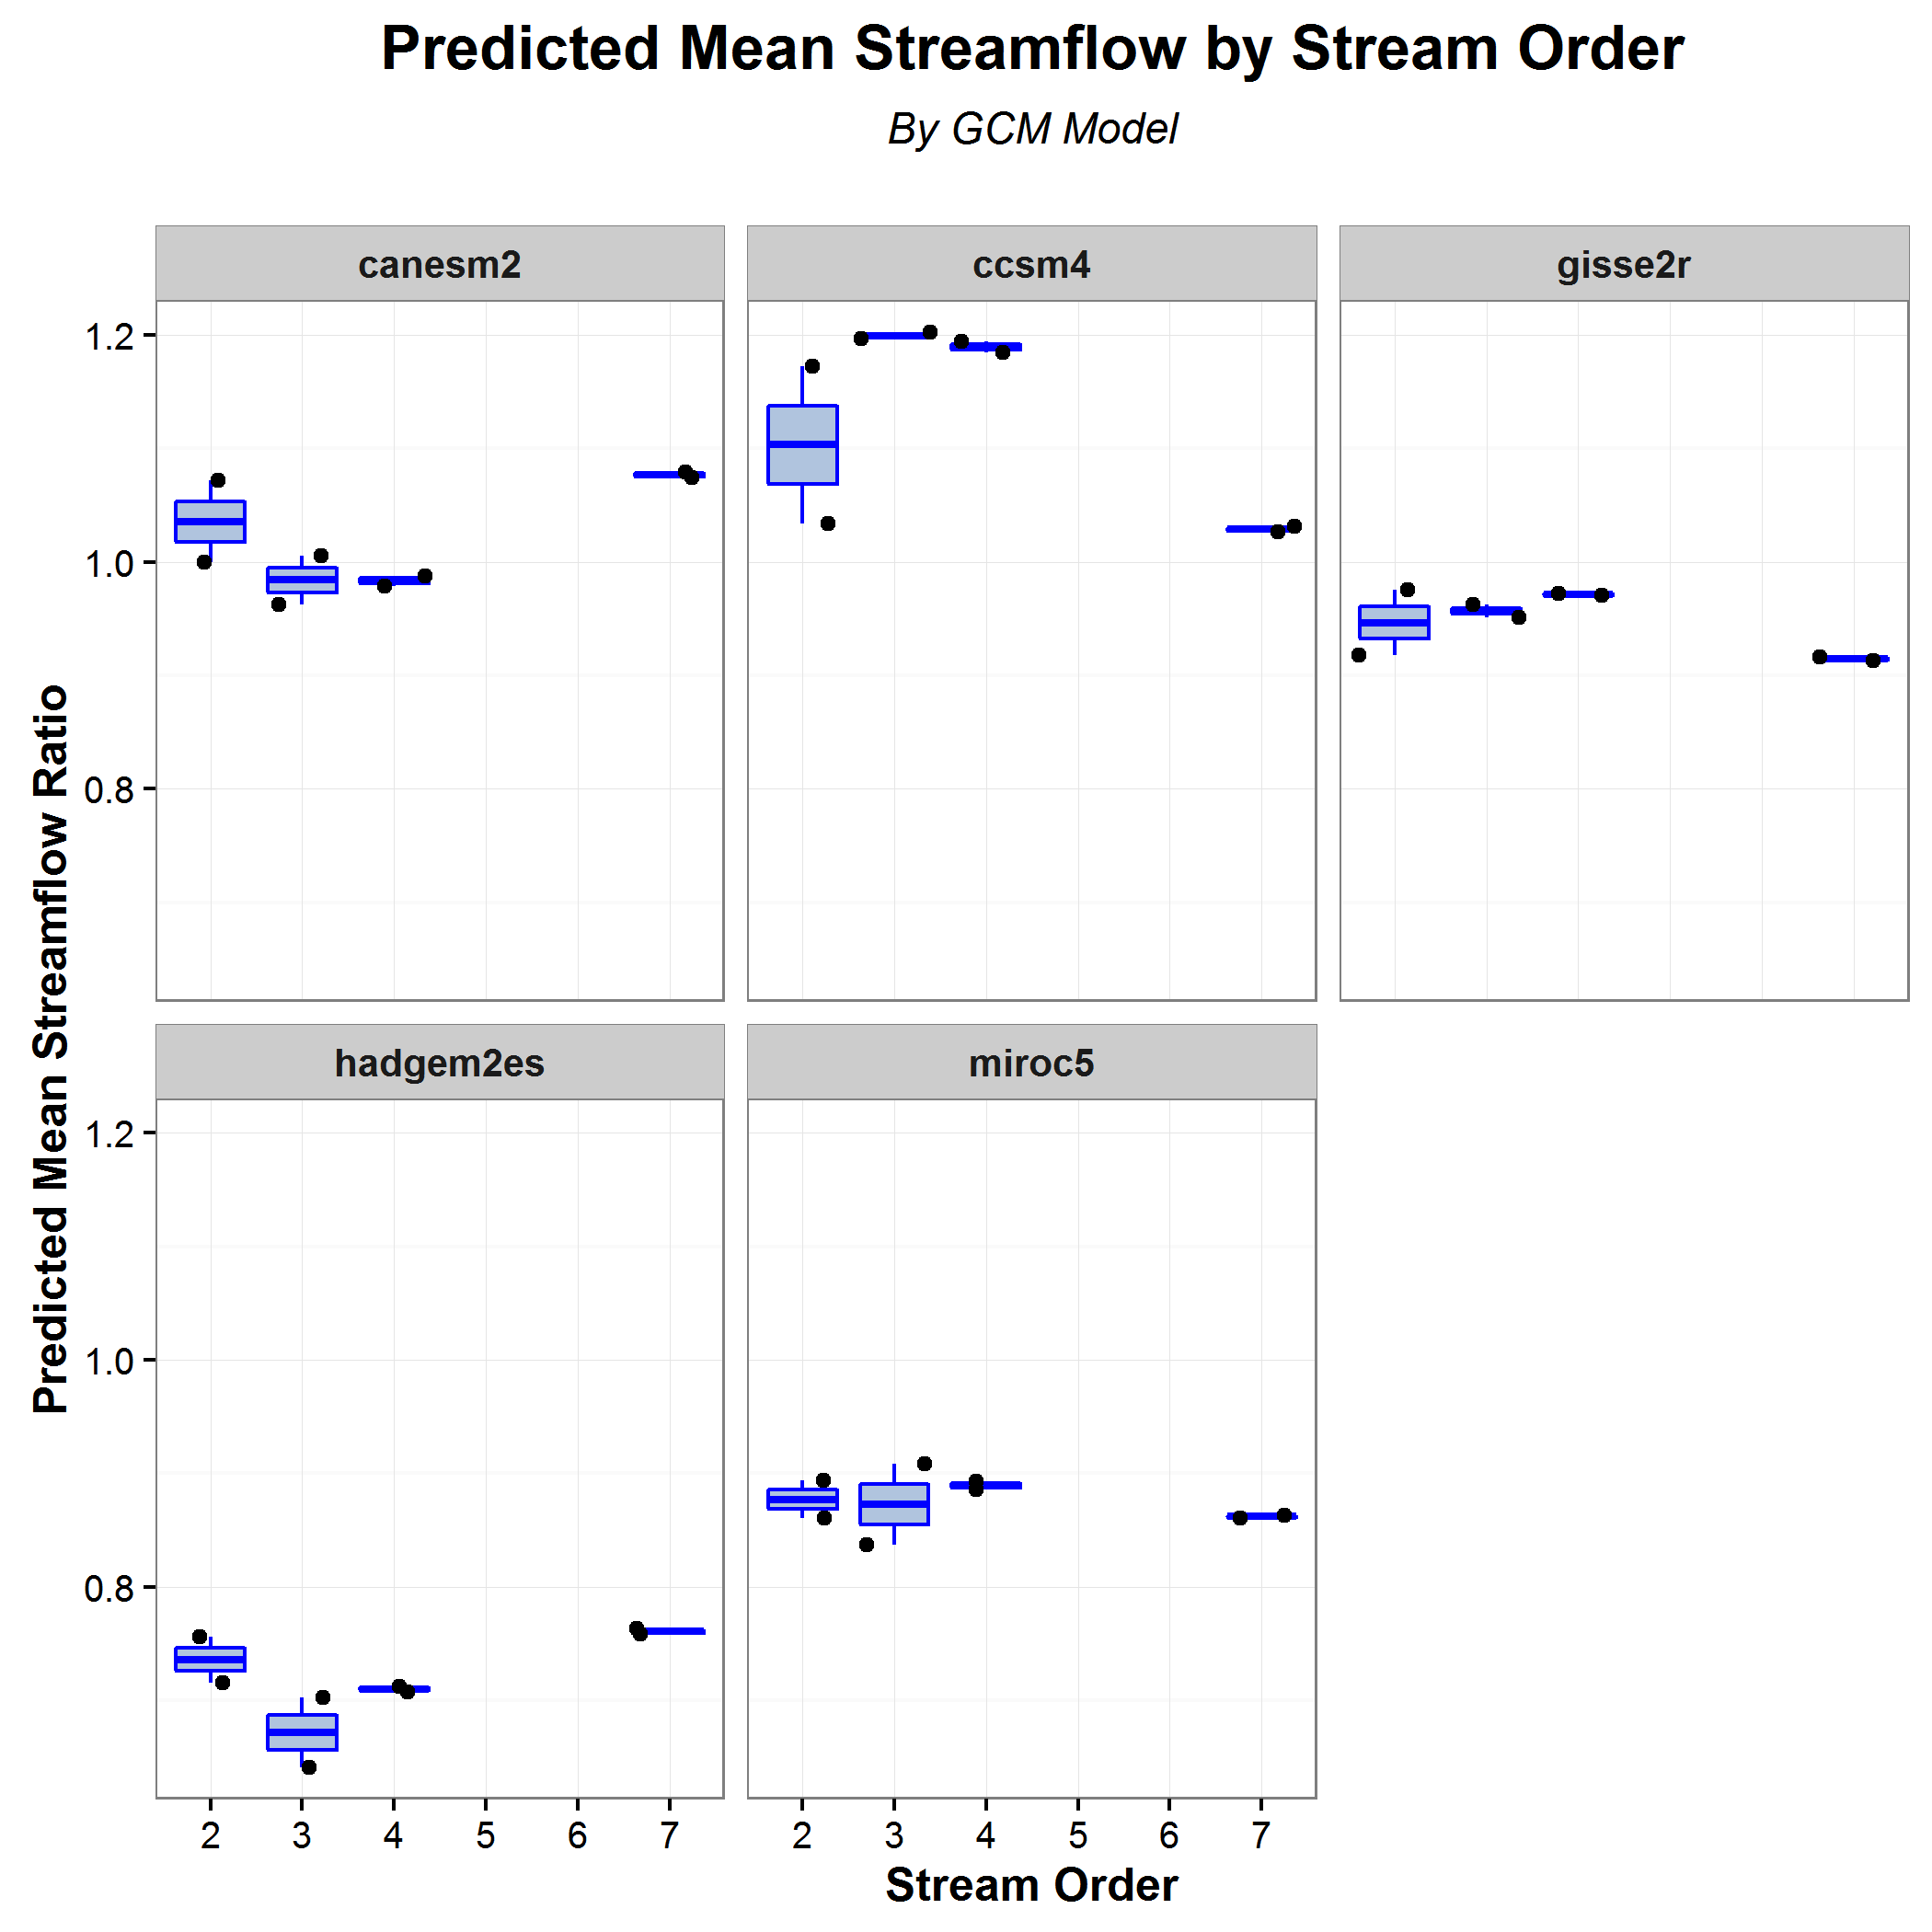 Predicted Mean Streamflow by Stream Order
By GCM Model
canesm2
ccsm4
gisse2r
1.2
1.0
0.8
Predicted Mean Streamflow Ratio
hadgem2es
miroc5
1.2
1.0
0.8
2 3 4 5 6 7
2 3 4 5 6 7
Stream Order